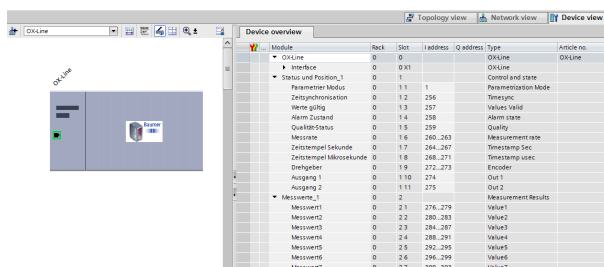 Topology view Network view Device view
OX-Line Device overview
Module Rack Slot I address Q address Type Article no.
OX-Line 0 0 OX-Line OX-Line
Interface 0 0 X1 OX-Line
Status und Position_1 0 1 Control and state
Parametrier Modus 0 1 1 1 Parametrization Mode
Zeitsynchronisation 0 1 2 256 Timesync
Werte gültig 0 1 3 257 Values Valid
Alarm Zustand 0 1 4 258 Alarm state
Qualität-Status 0 1 5 259 Quality
Messrate 0 1 6 260...263 Measurement rate
Zeitstempel Sekunde 0 1 7 264...267 Timestamp Sec
Zeitstempel Mikrosekunde 0 1 8 268...271 Timestamp usec
Drehgeber 0 1 9 272...273 Encoder
Ausgang 1 0 1 10 274 Out 1
Ausgang 2 0 1 11 275 Out 2
Messwerte_1 0 2 Measurement Results
Messwert1 0 2 1 276...279 Value1
Messwert2 0 2 2 280...283 Value2
Messwert3 0 2 3 284...287 Value3
Messwert4 0 2 4 288...291 Value4
Messwert5 0 2 5 292...295 Value5
Messwert6 0 2 6 296...299 Value6
OX-Line
Baumer